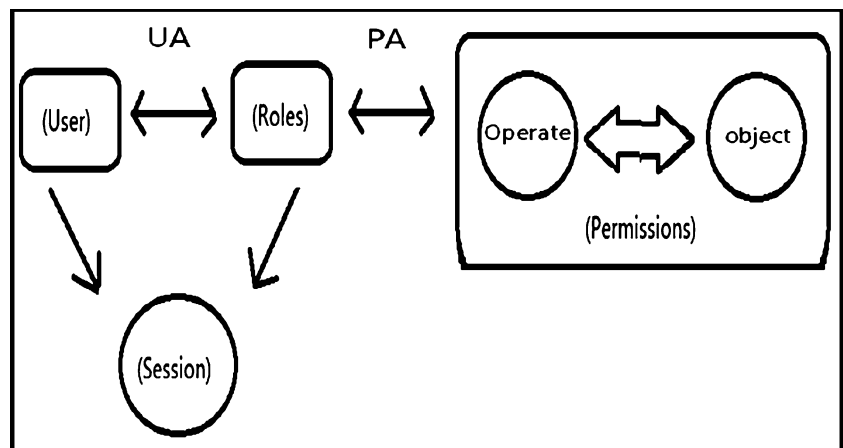 UA
PA
(User)
(Roles)
Operate
object
(Permissions)
(Session)